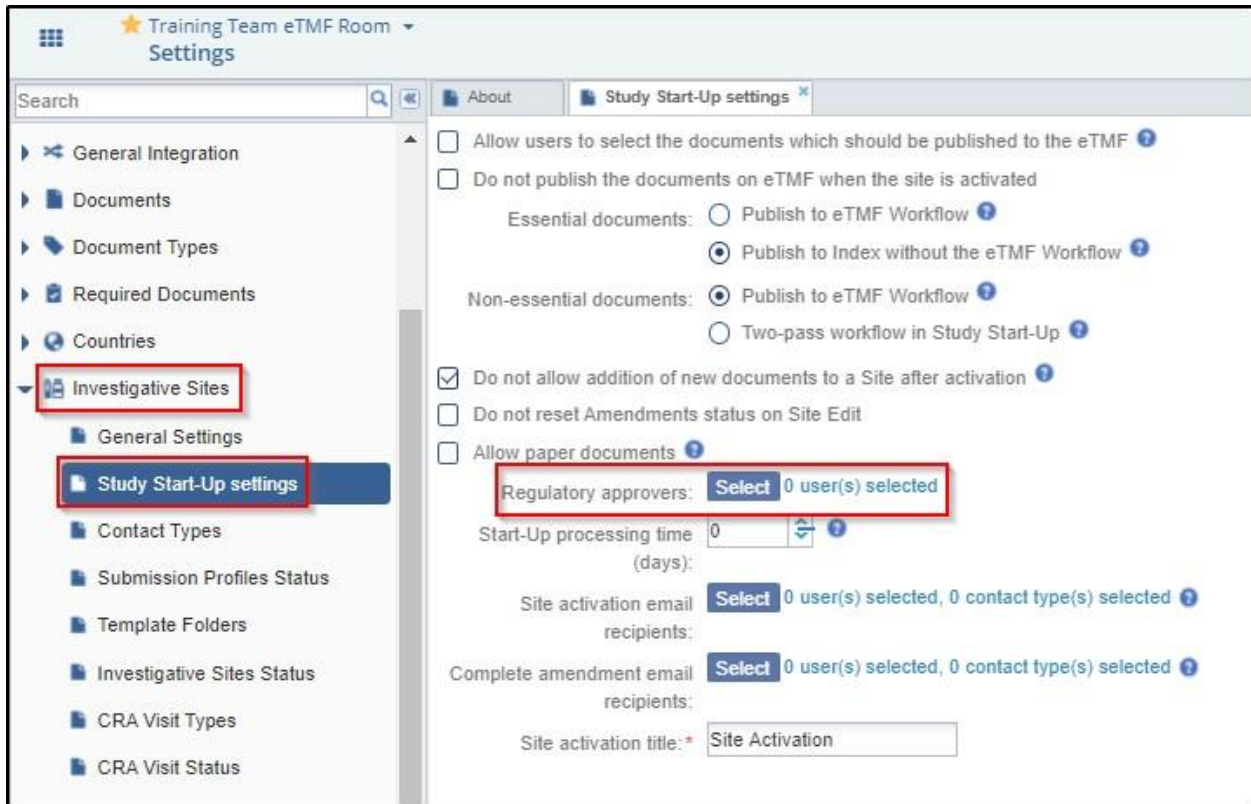 Training Team eTMF Room
Settings
Search
General Integration
Documents
Document Types
Required Documents
Countries
Investigative Sites
General Settings
Study Start-Up settings
Contact Types
Submission Profiles Status
Template Folders
Investigative Sites Status
CRA Visit Types
CRA Visit Status
About
Study Start-Up settings
Allow users to select the documents which should be published to the eTMF
Do not publish the documents on eTMF when the site is activated
Essential documents: Publish to eTMF Workflow
Publish to Index without the eTMF Workflow
Non-essential documents: Publish to eTMF Workflow
Two-pass workflow in Study Start-Up
Do not allow addition of new documents to a Site after activation
Do not reset Amendments status on Site Edit
Allow paper documents
Regulatory approvers: Select 0 user(s) selected
Start-Up processing time 0
(days):
Site activation email Select 0 user(s) selected, 0 contact type(s) selected
recipients:
Complete amendment email Select 0 user(s) selected, 0 contact type(s) selected
recipients:
Site activation title:* Site Activation